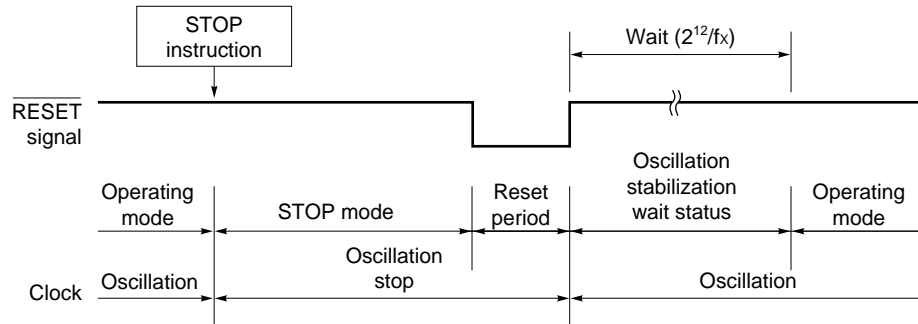 STOP
instruction
Wait (2¹²/fx)
RESET
signal
Operating
mode
STOP mode
Reset
period
Oscillation
stabilization
wait status
Operating
mode
Clock
Oscillation
Oscillation
stop
Oscillation